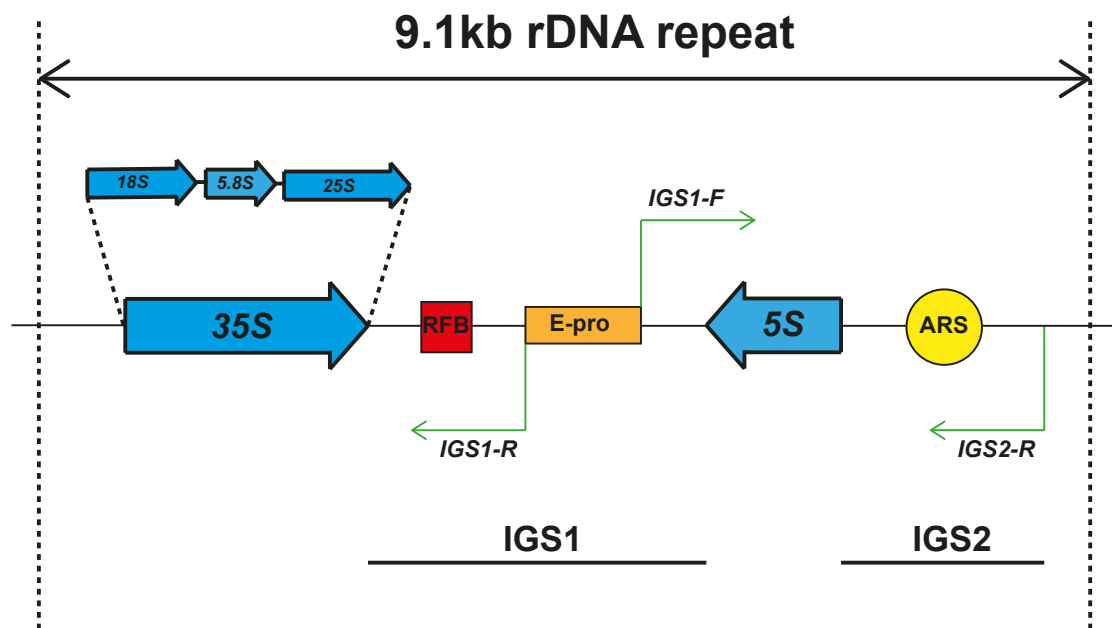 9.1kb rDNA repeat
18S 5.8S 25S
IGS1-F
35S RFB E-pro 5S ARS
IGS1-R IGS2-R
IGS1 IGS2